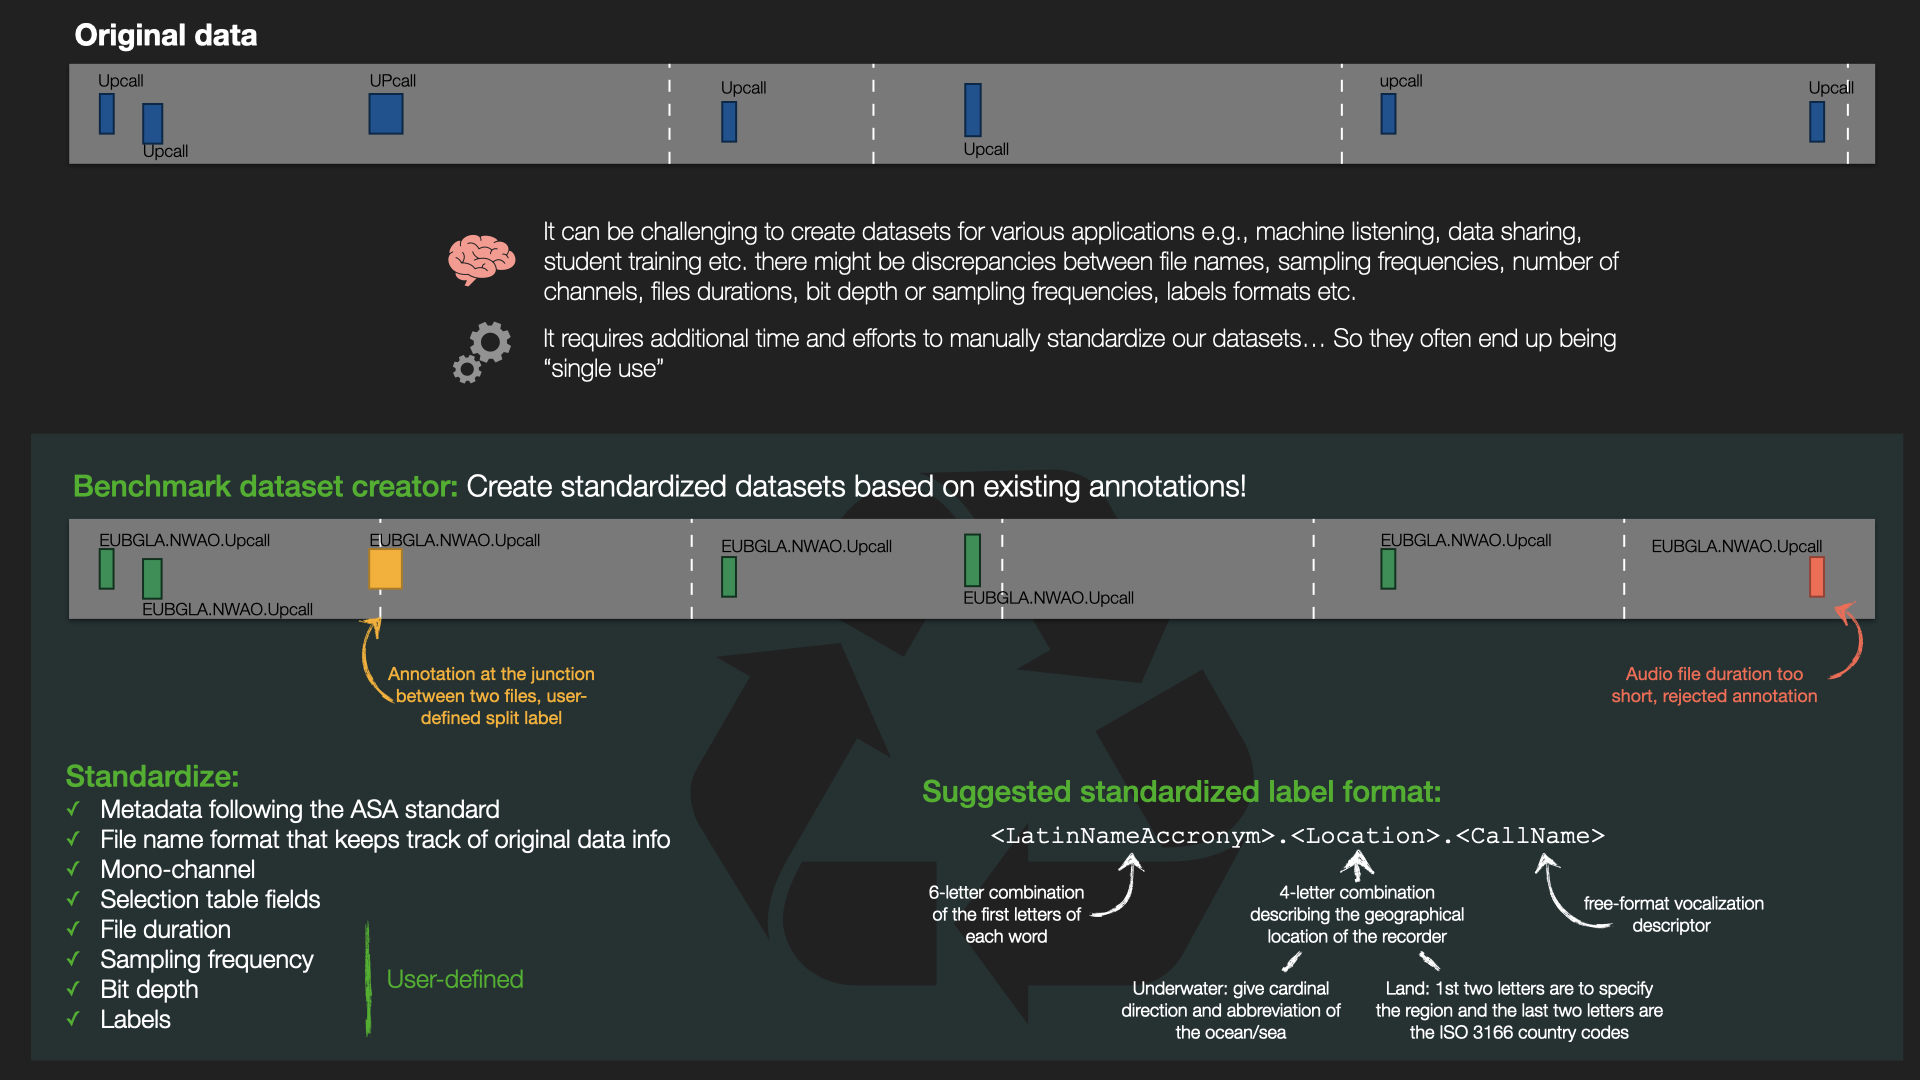 Original data
Upcall
UPcall
Upcall
upcall
Upcall
Upcall
Upcall
It can be challenging to create datasets for various applications e.g., machine listening, data sharing,
student training etc. there might be discrepancies between file names, sampling frequencies, number of
channels, files durations, bit depth or sampling frequencies, labels formats etc.
It requires additional time and efforts to manually standardize our datasets… So they often end up being
“single use”
Benchmark dataset creator: Create standardized datasets based on existing annotations!
EUBGLA.NWAO.Upcall
EUBGLA.NWAO.Upcall
EUBGLA.NWAO.Upcall
EUBGLA.NWAO.Upcall
EUBGLA.NWAO.Upcall
EUBGLA.NWAO.Upcall
EUBGLA.NWAO.Upcall
Annotation at the junction
between two files, user-
defined split label
Audio file duration too
short, rejected annotation
Standardize:
✓ Metadata following the ASA standard
✓ File name format that keeps track of original data info
✓ Mono-channel
✓ Selection table fields
✓ File duration
✓ Sampling frequency
✓ Bit depth
✓ Labels
User-defined
Suggested standardized label format:
<LatinNameAccronym>.<Location>.<CallName>
6-letter combination
of the first letters of
each word
4-letter combination
describing the geographical
location of the recorder
free-format vocalization
descriptor
Underwater: give cardinal
direction and abbreviation of
the ocean/sea
Land: 1st two letters are to specify
the region and the last two letters are
the ISO 3166 country codes